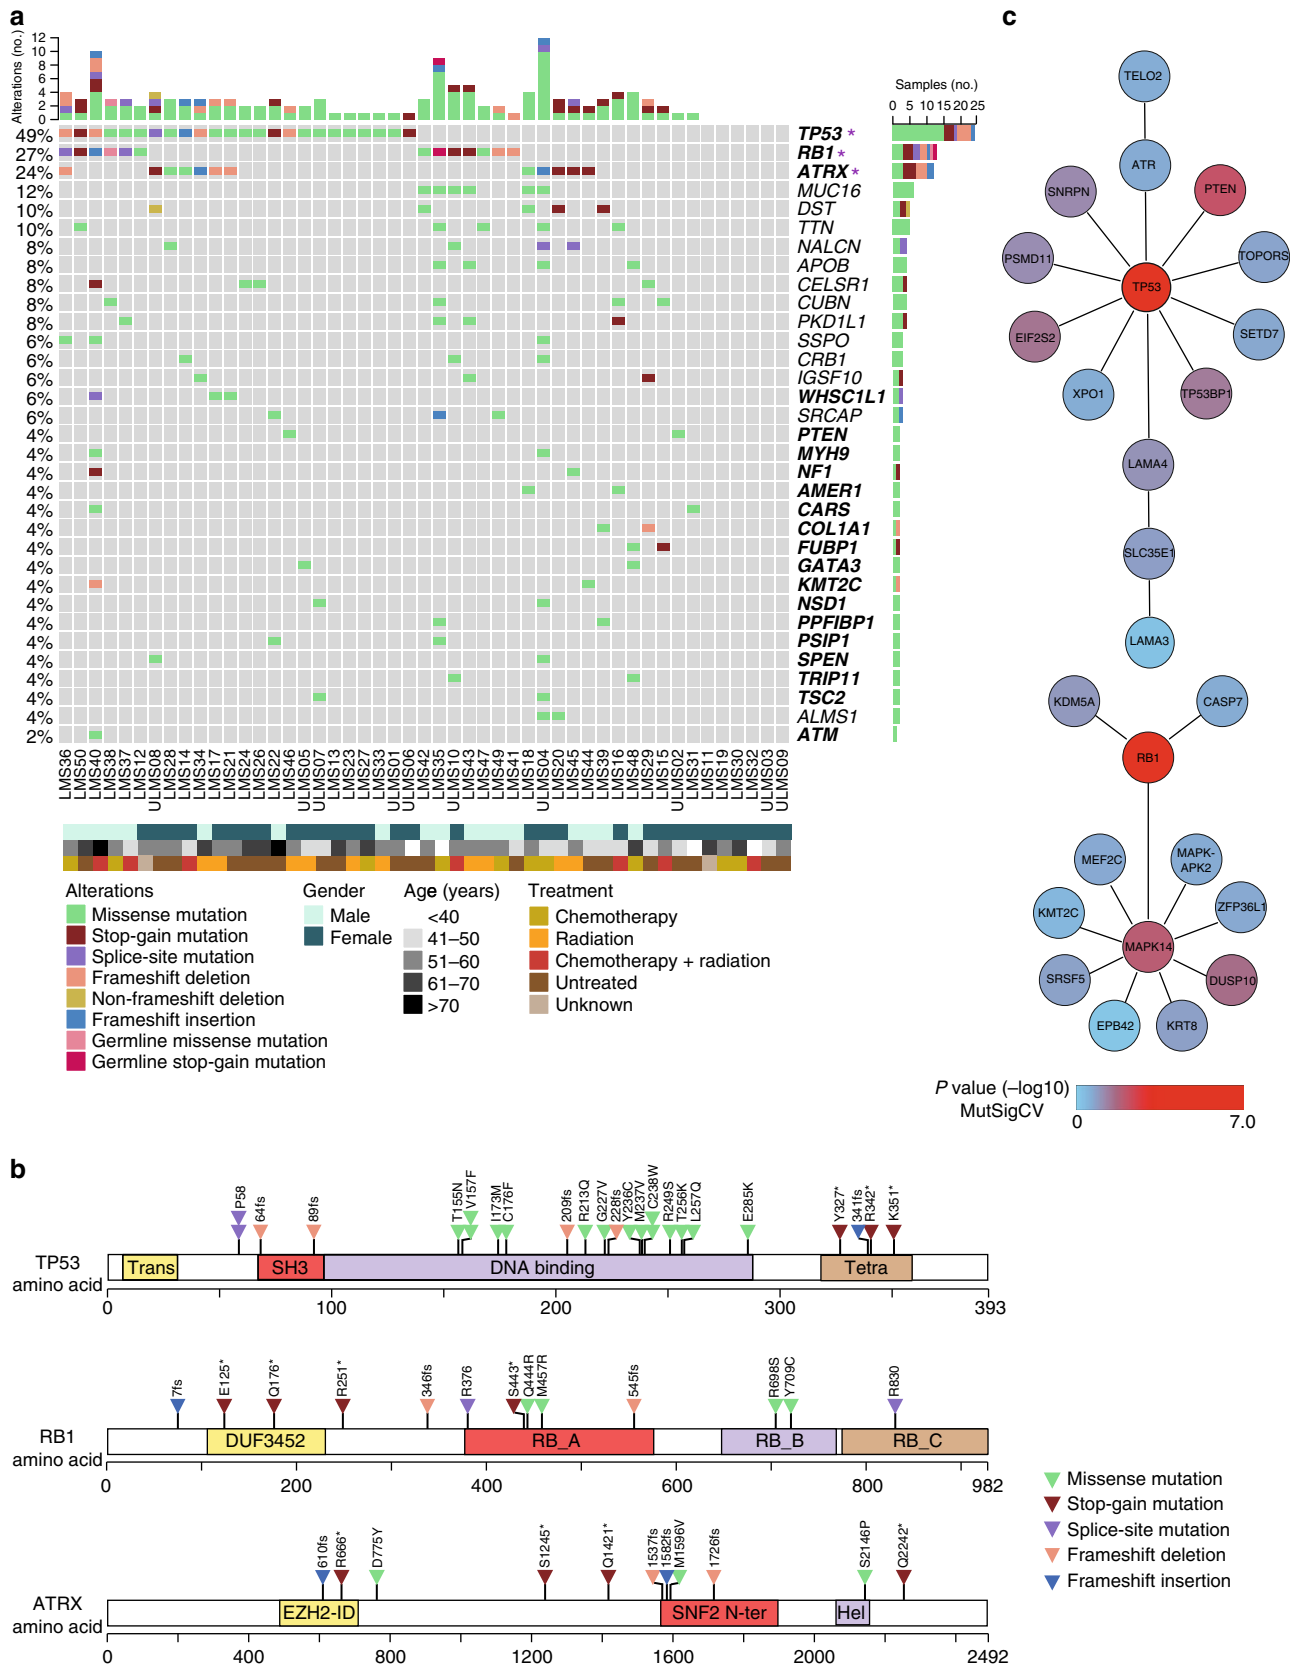 a
Alterations (no.)
12
10
8
6
4
2
0
Samples (no.)
0 5 10 15 20 25
49% TP53 *
27% RB1 *
24% ATRX *
12% MUC16
10% DST
10% TTN
8% NALCN
8% APOB
8% CELSR1
8% CUBN
8% PKD1L1
6% SSPO
6% CRB1
6% IGSF10
6% WHSC1L1
6% SRCAP
4% PTEN
4% MYH9
4% NF1
4% AMER1
4% CARS
4% COL1A1
4% FUBP1
4% GATA3
4% KMT2C
4% NSD1
4% PPFIBP1
4% PSIP1
4% SPEN
4% TRIP11
4% TSC2
4% ALMS1
2% ATM
LMS36
LMS50
LMS40
LMS38
LMS37
LMS12
ULMS08
LMS28
LMS14
LMS34
LMS17
LMS21
LMS24
LMS26
LMS22
LMS46
ULMS05
ULMS07
LMS13
LMS23
LMS27
LMS33
ULMS01
ULMS06
LMS42
LMS35
ULMS10
LMS43
LMS47
LMS49
LMS41
LMS18
ULMS04
LMS20
LMS45
LMS44
LMS39
LMS16
LMS48
LMS29
LMS15
ULMS02
LMS31
LMS11
LMS19
LMS30
LMS32
ULMS03
ULMS09
Alterations
Missense mutation
Stop-gain mutation
Splice-site mutation
Frameshift deletion
Non-frameshift deletion
Frameshift insertion
Germline missense mutation
Germline stop-gain mutation
Gender
Male
Female
Age (years)
<40
41–50
51–60
61–70
>70
Treatment
Chemotherapy
Radiation
Chemotherapy + radiation
Untreated
Unknown
c
TELO2
ATR
SNRPN
PTEN
PSMD11
TOPORS
TP53
EIF2S2
SETD7
XPO1
TP53BP1
LAMA4
SLC35E1
LAMA3
KDM5A
CASP7
RB1
MEF2C
MAPK-
APK2
KMT2C
ZFP36L1
MAPK14
SRSF5
DUSP10
EPB42
KRT8
P value (–log10)
MutSigCV
0 7.0
b
P58
64fs
89fs
T155N
V157F
I173M
C176F
209fs
R213Q
G227V
228fs
Y236C
M237V
C238W
R249S
T256K
L257Q
E285K
Y327*
341fs
R342*
K351*
TP53
amino acid
Trans
SH3
DNA binding
Tetra
0 100 200 300 393
7fs
E125*
Q176*
R251*
346fs
R376
S443*
Q444R
M457R
545fs
R698S
Y709C
R830
RB1
amino acid
DUF3452
RB_A
RB_B
RB_C
0 200 400 600 800 982
610fs
R666*
D775Y
S1245*
Q1421*
1537fs
1582fs
M1596V
1726fs
S2146P
Q2242*
ATRX
amino acid
EZH2-ID
SNF2 N-ter
Hel
0 400 800 1200 1600 2000 2492
Missense mutation
Stop-gain mutation
Splice-site mutation
Frameshift deletion
Frameshift insertion